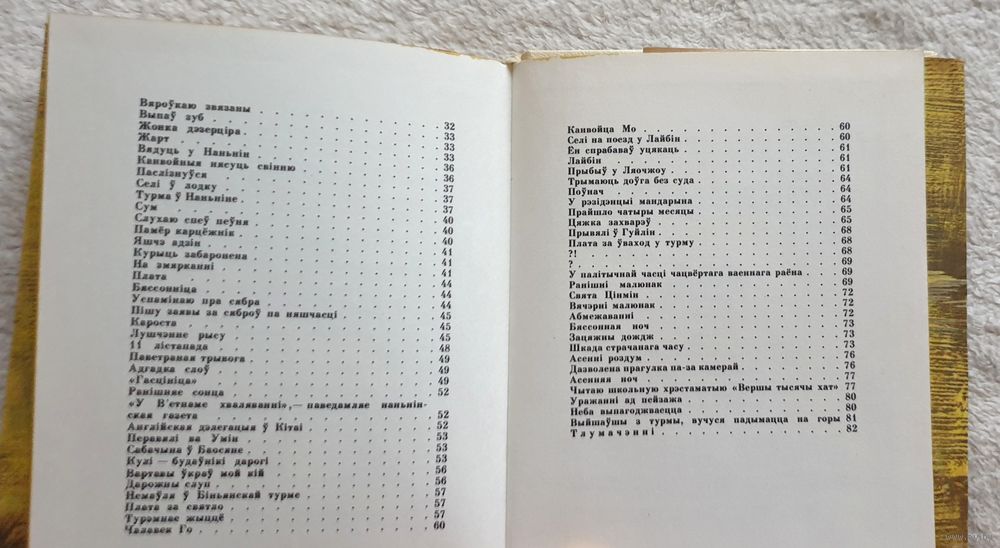 Вяроўкаю звязаны . . . . . . . . 32
Выпаў зуб . . . . . . . . 33
Жонка дэзерціра . . . . . . . . 33
Жарт . . . . . . . . 33
Вядуць у Наньнін . . . . . . . . 36
Канвойныя нясуць свінню . . . . . . . . 36
Паслізнуўся . . . . . . . . 37
Селі ў лодку . . . . . . . . 37
Турма ў Наньніне . . . . . . . . 37
Сум . . . . . . . . 40
Слухаю спеў пеўня . . . . . . . . 40
Памёр карцёжнік . . . . . . . . 40
Яшчэ адзін . . . . . . . . 41
Курыць забаронена . . . . . . . . 41
На змярканні . . . . . . . . 41
Плата . . . . . . . . 44
Бяссонніца . . . . . . . . 44
Успамінаю пра сябра . . . . . . . . 44
Пішу заявы за сяброў па няшчасці . . . . . . . . 45
Кароста . . . . . . . . 45
Лушчэнне рысу . . . . . . . . 45
11 лістапада . . . . . . . . 48
Паветраная трывога . . . . . . . . 49
Адгадка слоў . . . . . . . . 49
«Гасцініца» . . . . . . . . 49
Ранішняе сонца . . . . . . . . 52
«У В'етнаме хваляванні»,— паведамляе наньнін-
ская газета . . . . . . . . 52
Англійская дэлегацыя ў Кітаі . . . . . . . . 52
Перавялі ва Умін . . . . . . . . 53
Сабачына ў Баосяне . . . . . . . . 53
Кулі — будаўнікі дарогі . . . . . . . . 53
Вартавы ўкраў мой кій . . . . . . . . 56
Дарожны слуп . . . . . . . . 56
Немаўля ў Біньянскай турме . . . . . . . . 57
Плата за святло . . . . . . . . 57
Турэмнае жыццё . . . . . . . . 57
Чалавек Го . . . . . . . . 60
Канвойца Мо . . . . . . . . 60
Селі на поезд у Лайбін . . . . . . . . 60
Ён спрабаваў уцякаць . . . . . . . . 61
Лайбін . . . . . . . . 61
Прыбыў у Ляочжоу . . . . . . . . 61
Трымаюць доўга без суда . . . . . . . . 64
Поўнач . . . . . . . . 64
У рэзідэнцыі мандарына . . . . . . . . 64
Прайшло чатыры месяцы . . . . . . . . 65
Цяжка захварэў . . . . . . . . 65
Прывялі ў Гуйлін . . . . . . . . 68
Плата за ўваход у турму . . . . . . . . 68
?! . . . . . . . . 68
? . . . . . . . . 69
У палітычнай часці чацвёртага ваеннага раёна . . . . 69
Ранішні малюнак . . . . . . . . 69
Свята Цінмін . . . . . . . . 72
Вячэрні малюнак . . . . . . . . 72
Абмежаванні . . . . . . . . 72
Бяссонная ноч . . . . . . . . 73
Зацяжны дождж . . . . . . . . 73
Шкада страчанага часу . . . . . . . . 73
Асенні роздум . . . . . . . . 76
Дазволена прагулка па-за камерай . . . . . . . . 76
Асенняя ноч . . . . . . . . 77
Чытаю школьную хрэстаматыю «Вершы тысячы хат» 77
Уражанні ад пейзажа . . . . . . . . 80
Неба выпагоджваецца . . . . . . . . 80
Выйшаўшы з турмы, вучуся падымацца на горы 81
Тлумачэнні . . . . . . . . 82